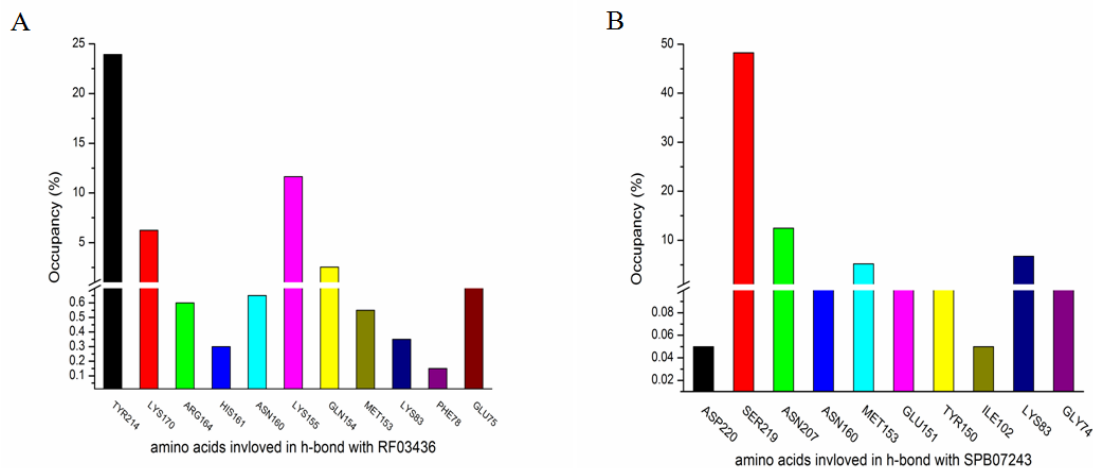 A
Occupancy (%)
25
20
15
10
5
0.6
0.5
0.4
0.3
0.2
0.1
TYR214
LYS170
ARG164
HIS161
ASN160
LYS155
GLN154
MET153
LYS83
PHE78
GLU75
amino acids invloved in h-bond with RF03436
B
Occupancy (%)
50
40
30
20
10
0.08
0.06
0.04
0.02
ASP220
SER219
ASN207
ASN160
MET153
GLU151
TYR150
ILE102
LYS83
GLY74
amino acids invloved in h-bond with SPB07243